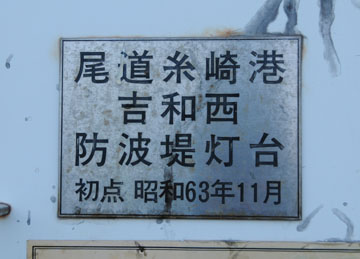 尾道糸崎港
吉和西
防波堤灯台
初点 昭和63年11月